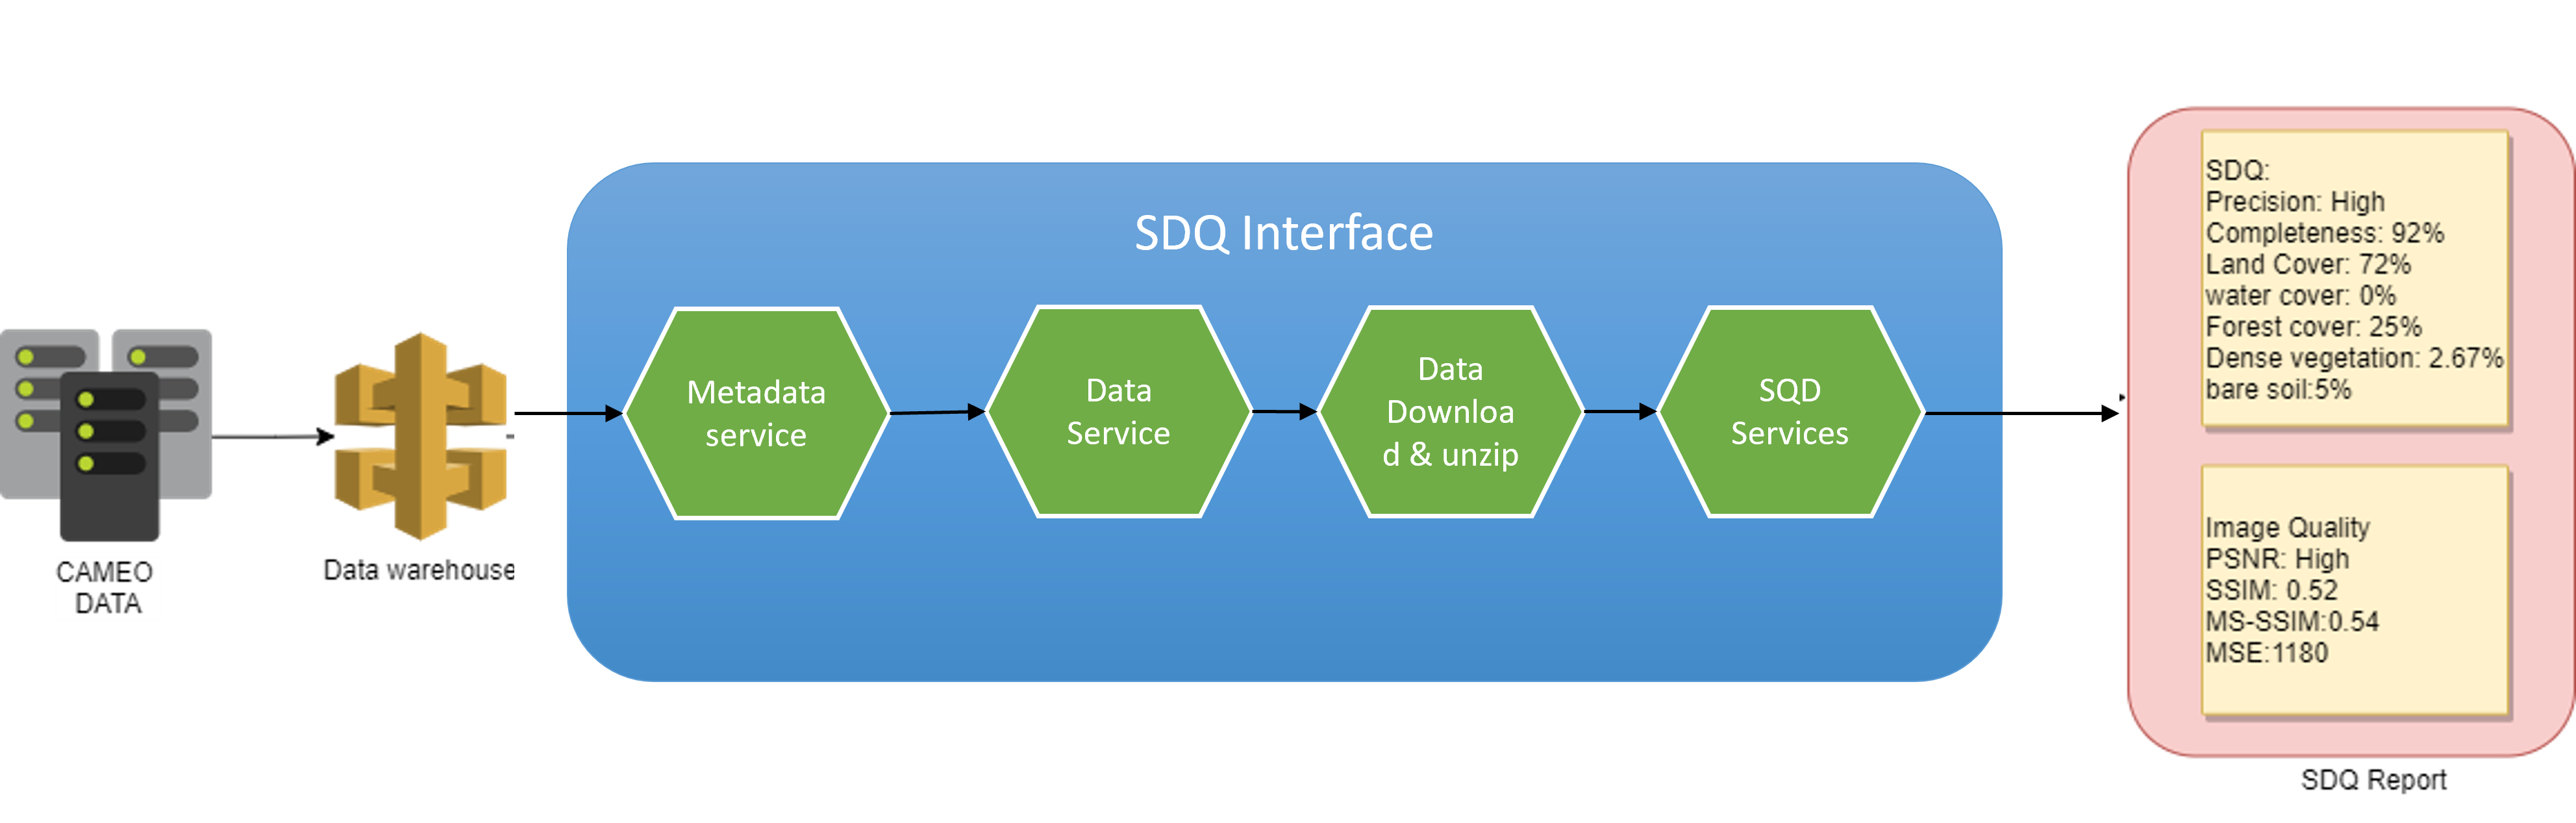 CAMEO
DATA
Data warehouse
SDQ Interface
Metadata
service
Data
Service
Data
Downloa
d & unzip
SQD
Services
SDQ:
Precision: High
Completeness: 92%
Land Cover: 72%
water cover: 0%
Forest cover: 25%
Dense vegetation: 2.67%
bare soil:5%
Image Quality
PSNR: High
SSIM: 0.52
MS-SSIM:0.54
MSE:1180
SDQ Report